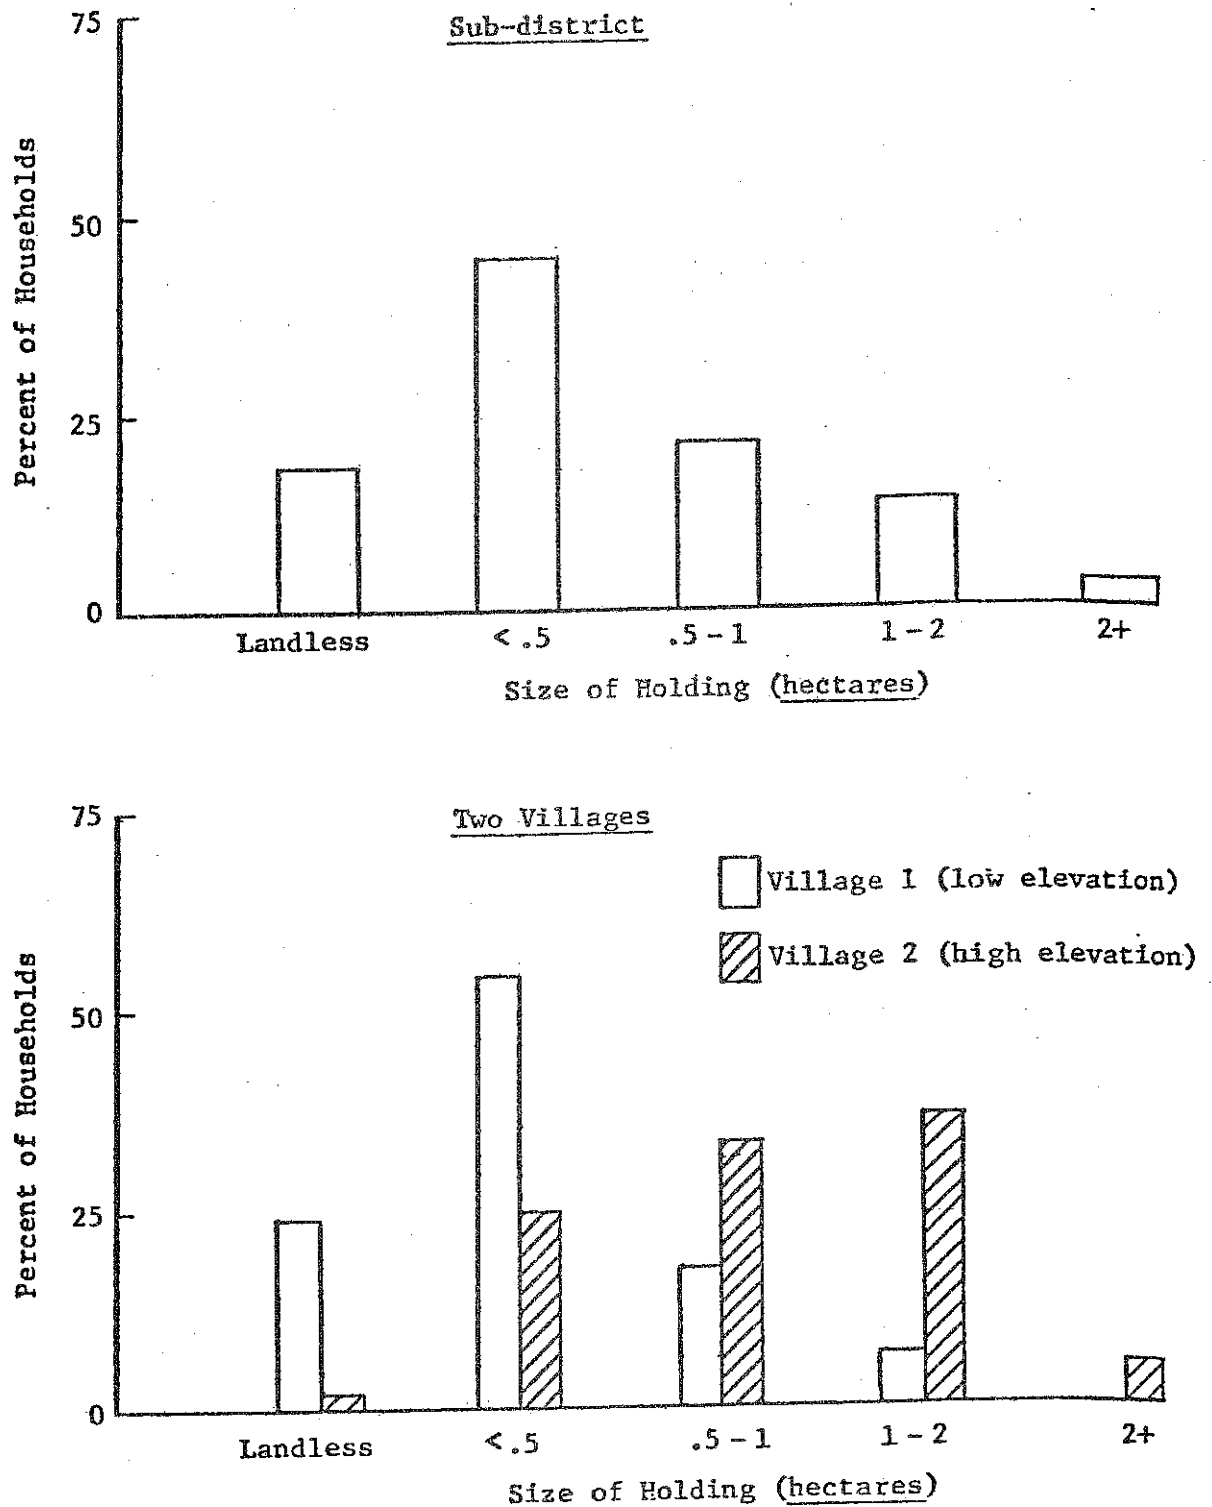 Sub-district
75
50
25
0
Percent of Households
Landless
< .5
.5 - 1
1 - 2
2+
Size of Holding (hectares)
Two Villages
75
50
25
0
Percent of Households
Village 1 (low elevation)
Village 2 (high elevation)
Landless
< .5
.5 - 1
1 - 2
2+
Size of Holding (hectares)